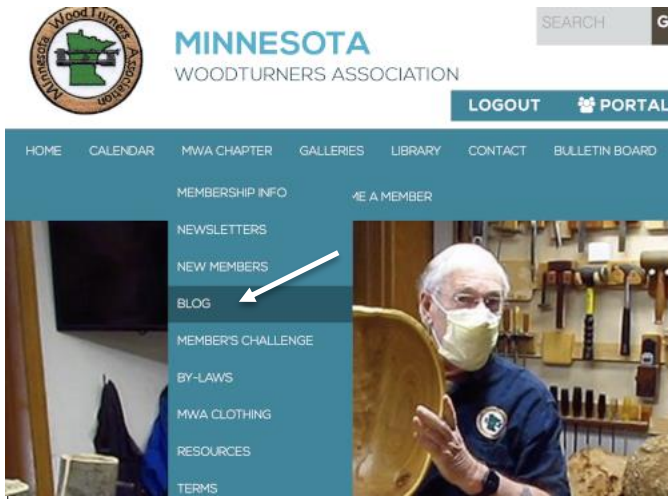 Minnesota WoodTurners Association
MINNESOTA
WOODTURNERS ASSOCIATION
SEARCH
LOGOUT PORTAL
HOME CALENDAR MWA CHAPTER GALLERIES LIBRARY CONTACT BULLETIN BOARD
MEMBERSHIP INFO A MEMBER
NEWSLETTERS
NEW MEMBERS
BLOG
MEMBER'S CHALLENGE
BY-LAWS
MWA CLOTHING
RESOURCES
TERMS